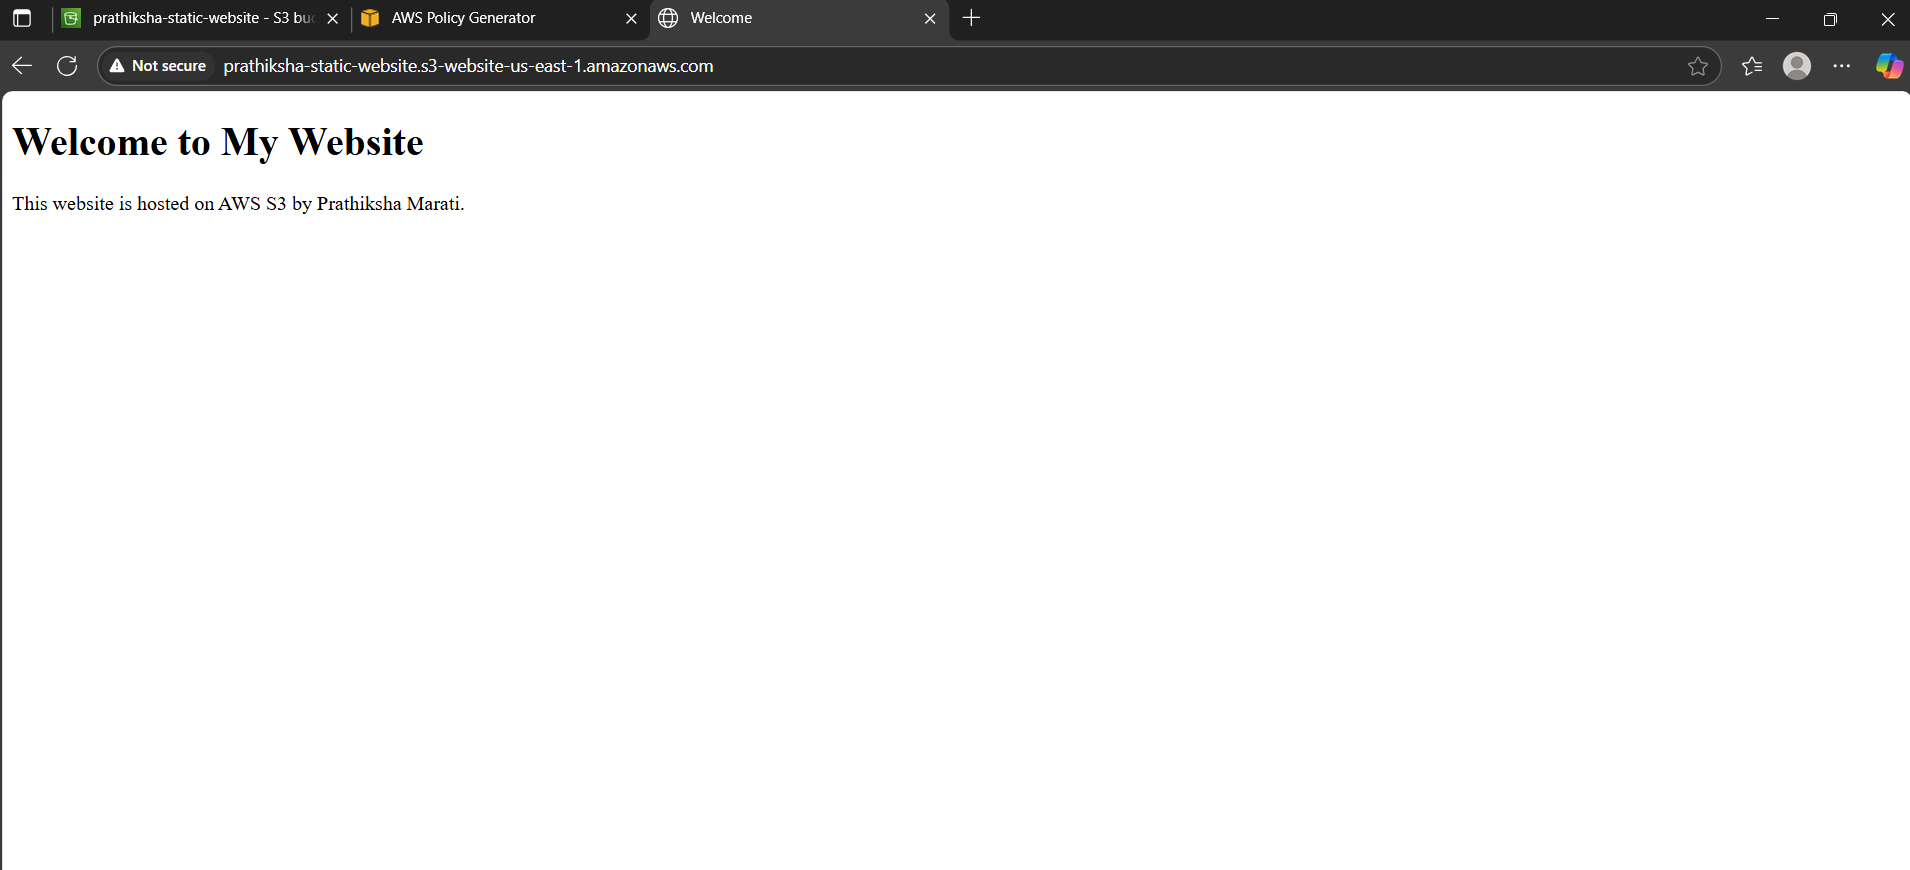 prathiksha-static-website - S3 buc
AWS Policy Generator
Welcome
Not secure
prathiksha-static-website.s3-website-us-east-1.amazonaws.com
Welcome to My Website
This website is hosted on AWS S3 by Prathiksha Marati.